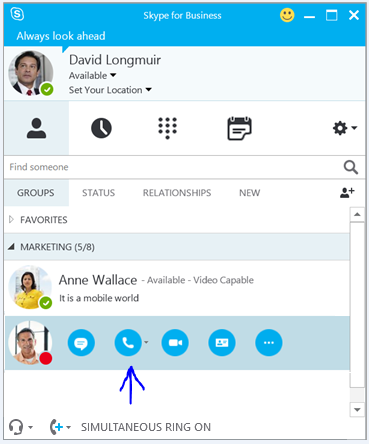 Skype for Business
Always look ahead
David Longmuir
Available
Set Your Location
Find someone
GROUPS STATUS RELATIONSHIPS NEW
FAVORITES
MARKETING (5/8)
Anne Wallace - Available - Video Capable
It is a mobile world
SIMULTANEOUS RING ON